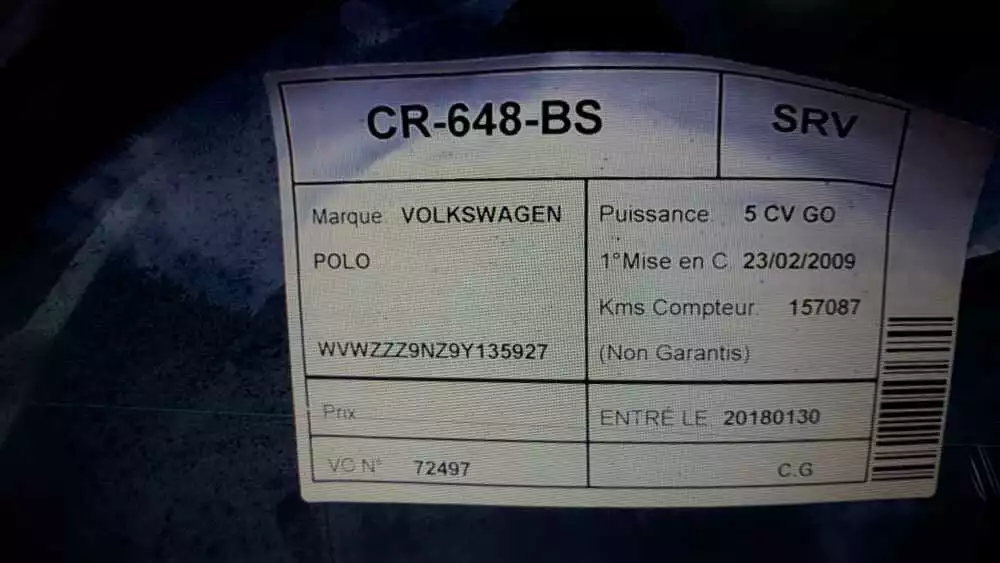 CR-648-BS SRV
Marque VOLKSWAGEN
POLO
WVWZZZ9NZ9Y135927
Puissance 5 CV GO
1°Mise en C 23/02/2009
Kms Compteur. 157087
(Non Garantis)
Prix
ENTRÉ LE 20180130
VO N° 72497
C.G